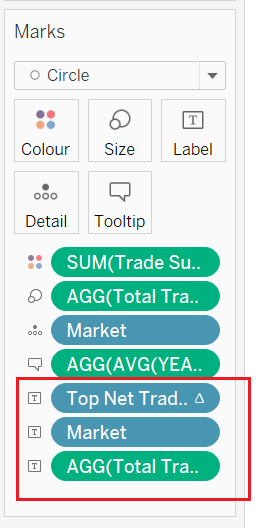 Marks
Circle
Colour
Size
Label
Detail
Tooltip
SUM(Trade Su..
AGG(Total Tra..
Market
AGG(AVG(YEA..
Top Net Trad.. Δ
Market
AGG(Total Tra..